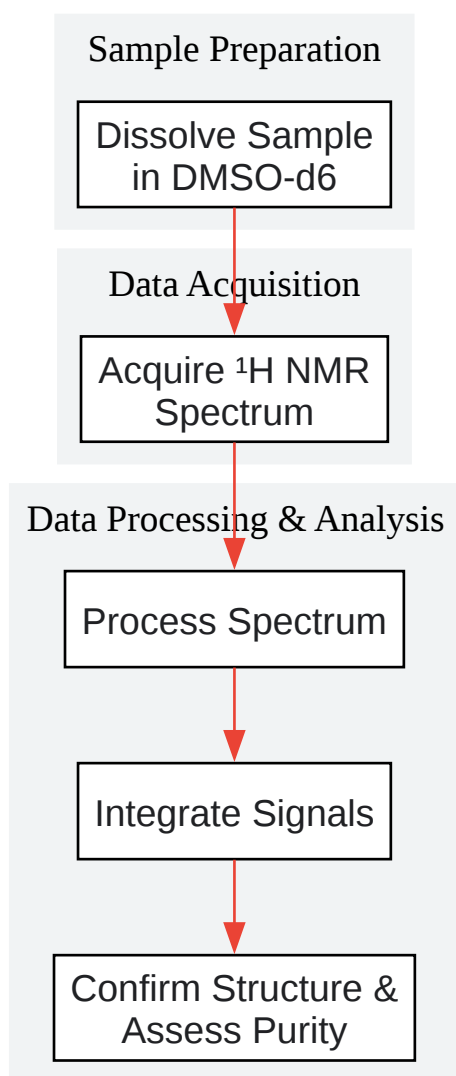 Sample Preparation
Dissolve Sample
in DMSO-d6
Data Acquisition
Acquire ¹H NMR
Spectrum
Data Processing & Analysis
Process Spectrum
Integrate Signals
Confirm Structure &
Assess Purity